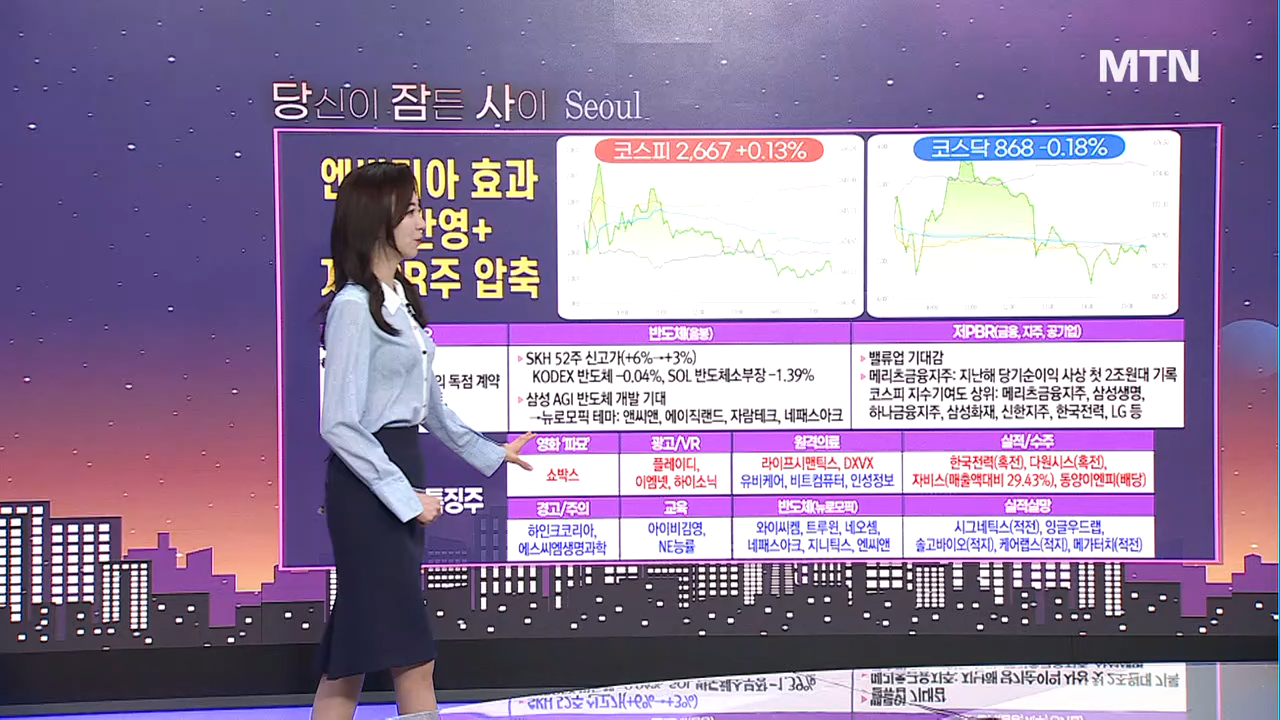 MTN
당신이 잠든 사이 Seoul
효과
반영+
압축
코스피 2,667 +0.13%
코스닥 868 -0.18%
반도체(올봉)
▹ SKH 52주 신고가(+6%→+3%)
KODEX 반도체 -0.04%, SOL 반도체소부장 -1.39%
▹ 삼성 AGI 반도체 개발 기대
→뉴로모픽 테마: 앤씨앤, 에이직랜드, 자람테크, 네패스아크
저PBR(금융, 지주, 공기업)
▹ 밸류업 기대감
▹ 메리츠금융지주: 지난해 당기순이익 사상 첫 2조원대 기록
코스피 지수기여도 상위: 메리츠금융지주, 삼성생명,
하나금융지주, 삼성화재, 신한지주, 한국전력, LG 등
독점 계약
특징주
영화 '파묘'
쇼박스
광고/VR
플레이디,
이엠넷, 하이소닉
원격의료
라이프시맨틱스, DXVX
유비케어, 비트컴퓨터, 인성정보
실적/수주
한국전력(흑전), 다원시스(흑전),
자비스(매출액대비 29.43%), 동양이엔피(배당)
경고/주의
하인크코리아,
에스씨엠생명과학
교육
아이비김영,
NE능률
반도체(뉴로모픽)
와이씨켐, 트루윈, 네오셈,
네패스아크, 지니틱스, 엔씨앤
실적실망
시그네틱스(적전), 잉글우드랩,
솔고바이오(적지), 케어랩스(적지), 메가터치(적전)